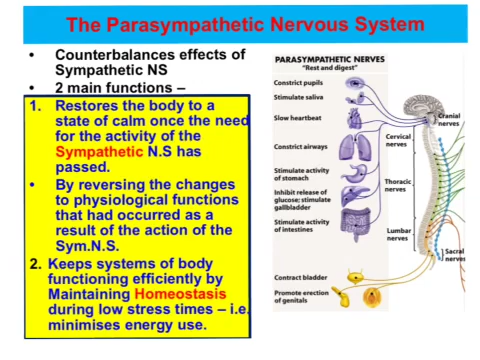 The Parasympathetic Nervous System
• Counterbalances effects of
Sympathetic NS
• 2 main functions –
1. Restores the body to a
state of calm once the need
for the activity of the
Sympathetic N.S has
passed.
• By reversing the changes
to physiological functions
that had occurred as a
result of the action of the
Sym.N.S.
2. Keeps systems of body
functioning efficiently by
Maintaining Homeostasis
during low stress times – i.e.
minimises energy use.
PARASYMPATHETIC NERVES
"Rest and digest"
Constrict pupils
Stimulate saliva
Slow heartbeat
Constrict airways
Stimulate activity
of stomach
Inhibit release of
glucose; stimulate
gallbladder
Stimulate activity
of intestines
Contract bladder
Promote erection
of genitals
Cranial
nerves
Cervical
nerves
Thoracic
nerves
Lumbar
nerves
Sacral
nerves